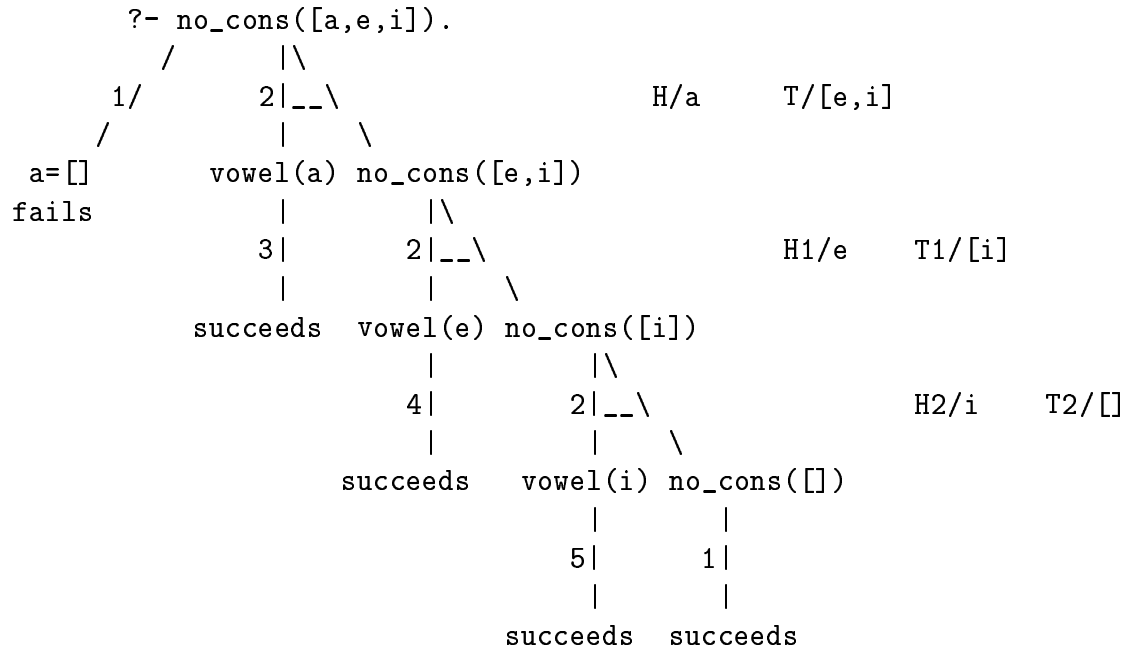 ?- no_cons([a,e,i]).
/ |\
1/ 2|__\ H/a T/[e,i]
/ | \
a=[] vowel(a) no_cons([e,i])
fails | |\
3| 2|__\ H1/e T1/[i]
| | \
succeeds vowel(e) no_cons([i])
| |\
4| 2|__\ H2/i T2/[]
| | \
succeeds vowel(i) no_cons([])
| |
5| 1|
| |
succeeds succeeds